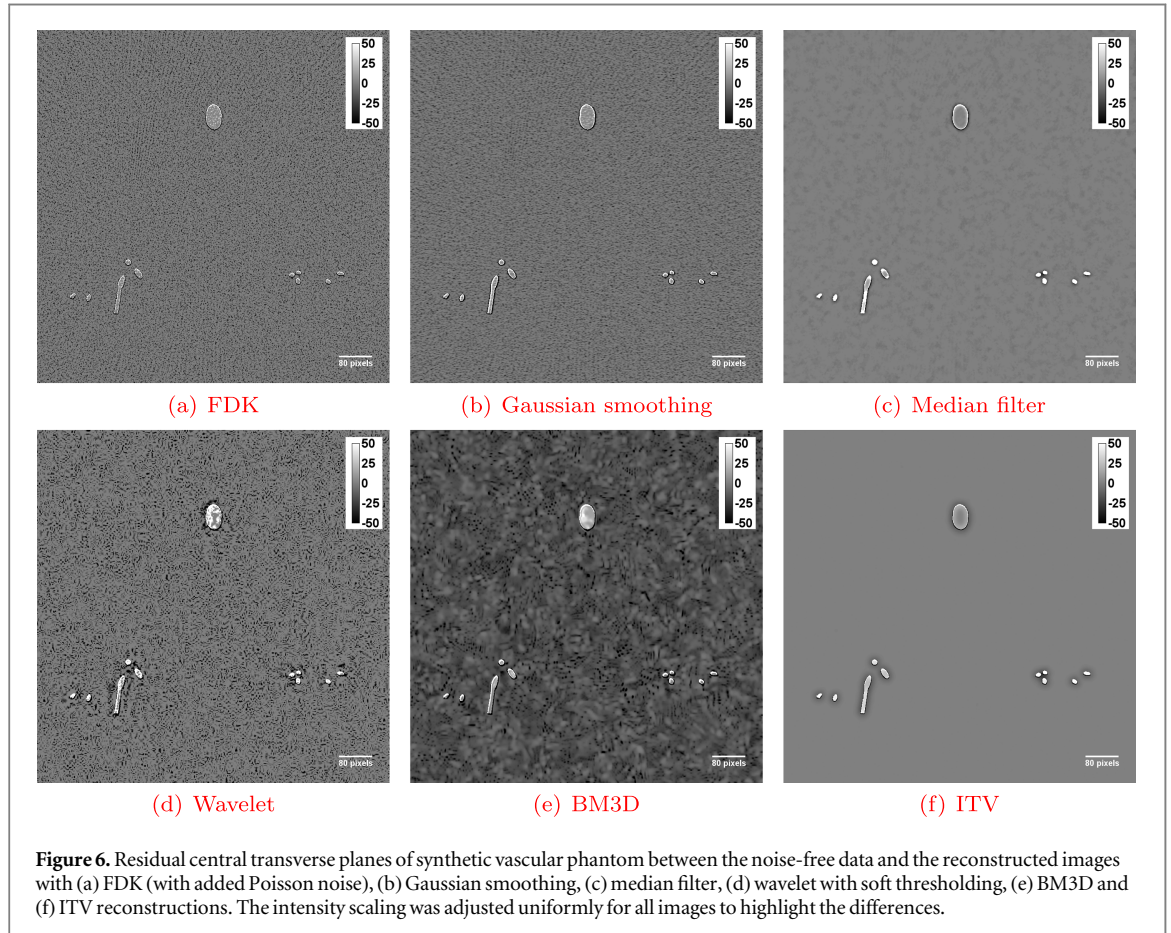 50
25
0
-25
-50
80 pixels
50
25
0
-25
-50
80 pixels
50
25
0
-25
-50
80 pixels
(a) FDK
(b) Gaussian smoothing
(c) Median filter
50
25
0
-25
-50
80 pixels
50
25
0
-25
-50
80 pixels
50
25
0
-25
-50
80 pixels
(d) Wavelet
(e) BM3D
(f) ITV
Figure 6. Residual central transverse planes of synthetic vascular phantom between the noise-free data and the reconstructed images
with (a) FDK (with added Poisson noise), (b) Gaussian smoothing, (c) median filter, (d) wavelet with soft thresholding, (e) BM3D and
(f) ITV reconstructions. The intensity scaling was adjusted uniformly for all images to highlight the differences.